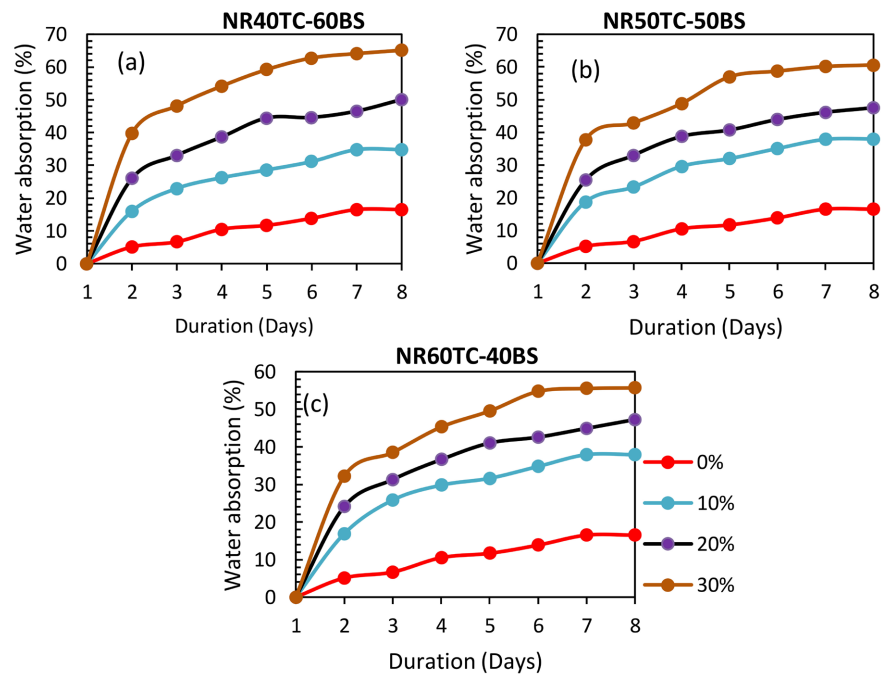 NR40TC-60BS
(a)
Water absorption (%)
70
60
50
40
30
20
10
0
1 2 3 4 5 6 7 8
Duration (Days)
NR50TC-50BS
(b)
Water absorption (%)
70
60
50
40
30
20
10
0
1 2 3 4 5 6 7 8
Duration (Days)
NR60TC-40BS
(c)
Water absorption (%)
60
50
40
30
20
10
0
1 2 3 4 5 6 7 8
Duration (Days)
0%
10%
20%
30%